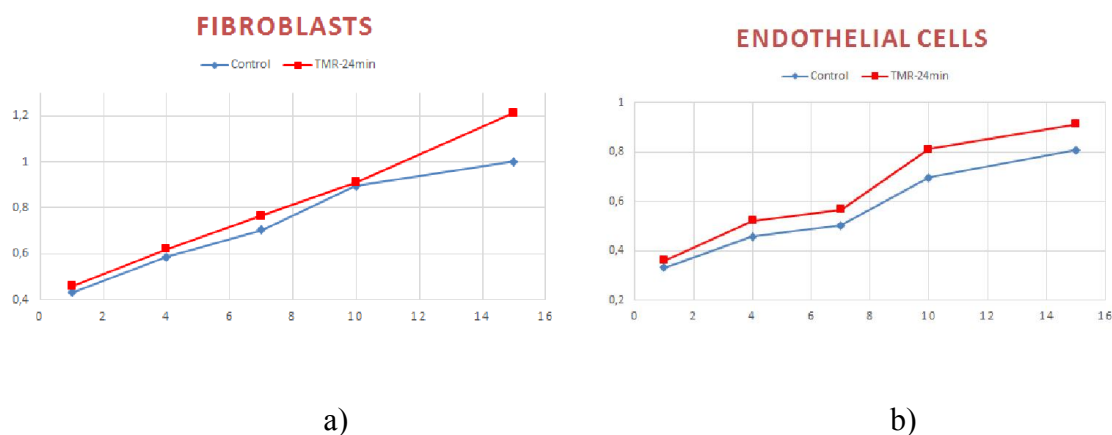 FIBROBLASTS
Control TMR-24min
1,2
1
0,8
0,6
0,4
0 2 4 6 8 10 12 14 16
a)
ENDOTHELIAL CELLS
Control TMR-24min
1
0,8
0,6
0,4
0,2
0 2 4 6 8 10 12 14 16
b)